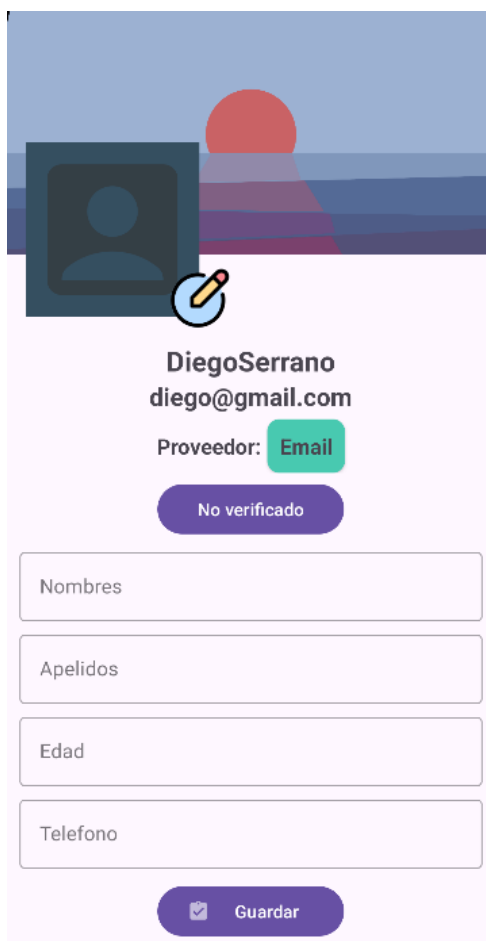 DiegoSerrano
diego@gmail.com
Proveedor: Email
No verificado
Nombres
Apelidos
Edad
Telefono
Guardar